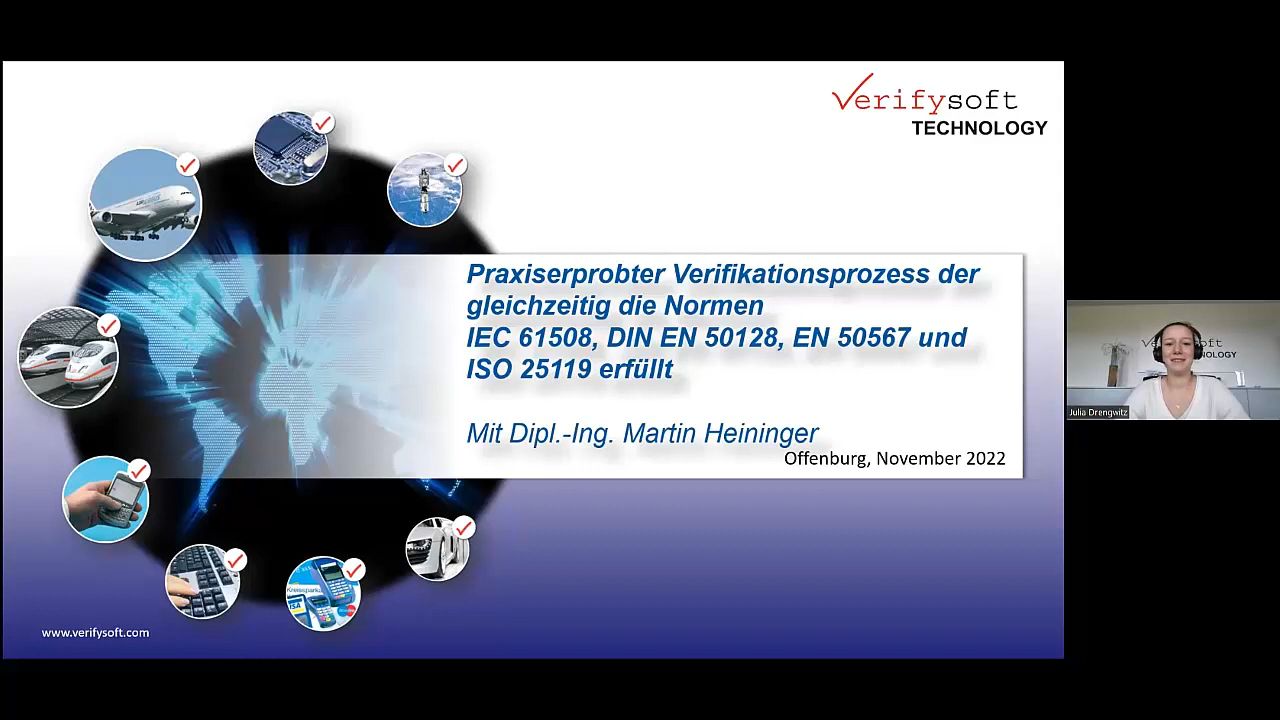 Verifysoft
TECHNOLOGY
Praxiserprobter Verifikationsprozess der
gleichzeitig die Normen
IEC 61508, DIN EN 50128, EN 50567 und
ISO 25119 erfüllt
Mit Dipl.-Ing. Martin Heininger
Offenburg, November 2022
www.verifysoft.com
Julia Drengwitz